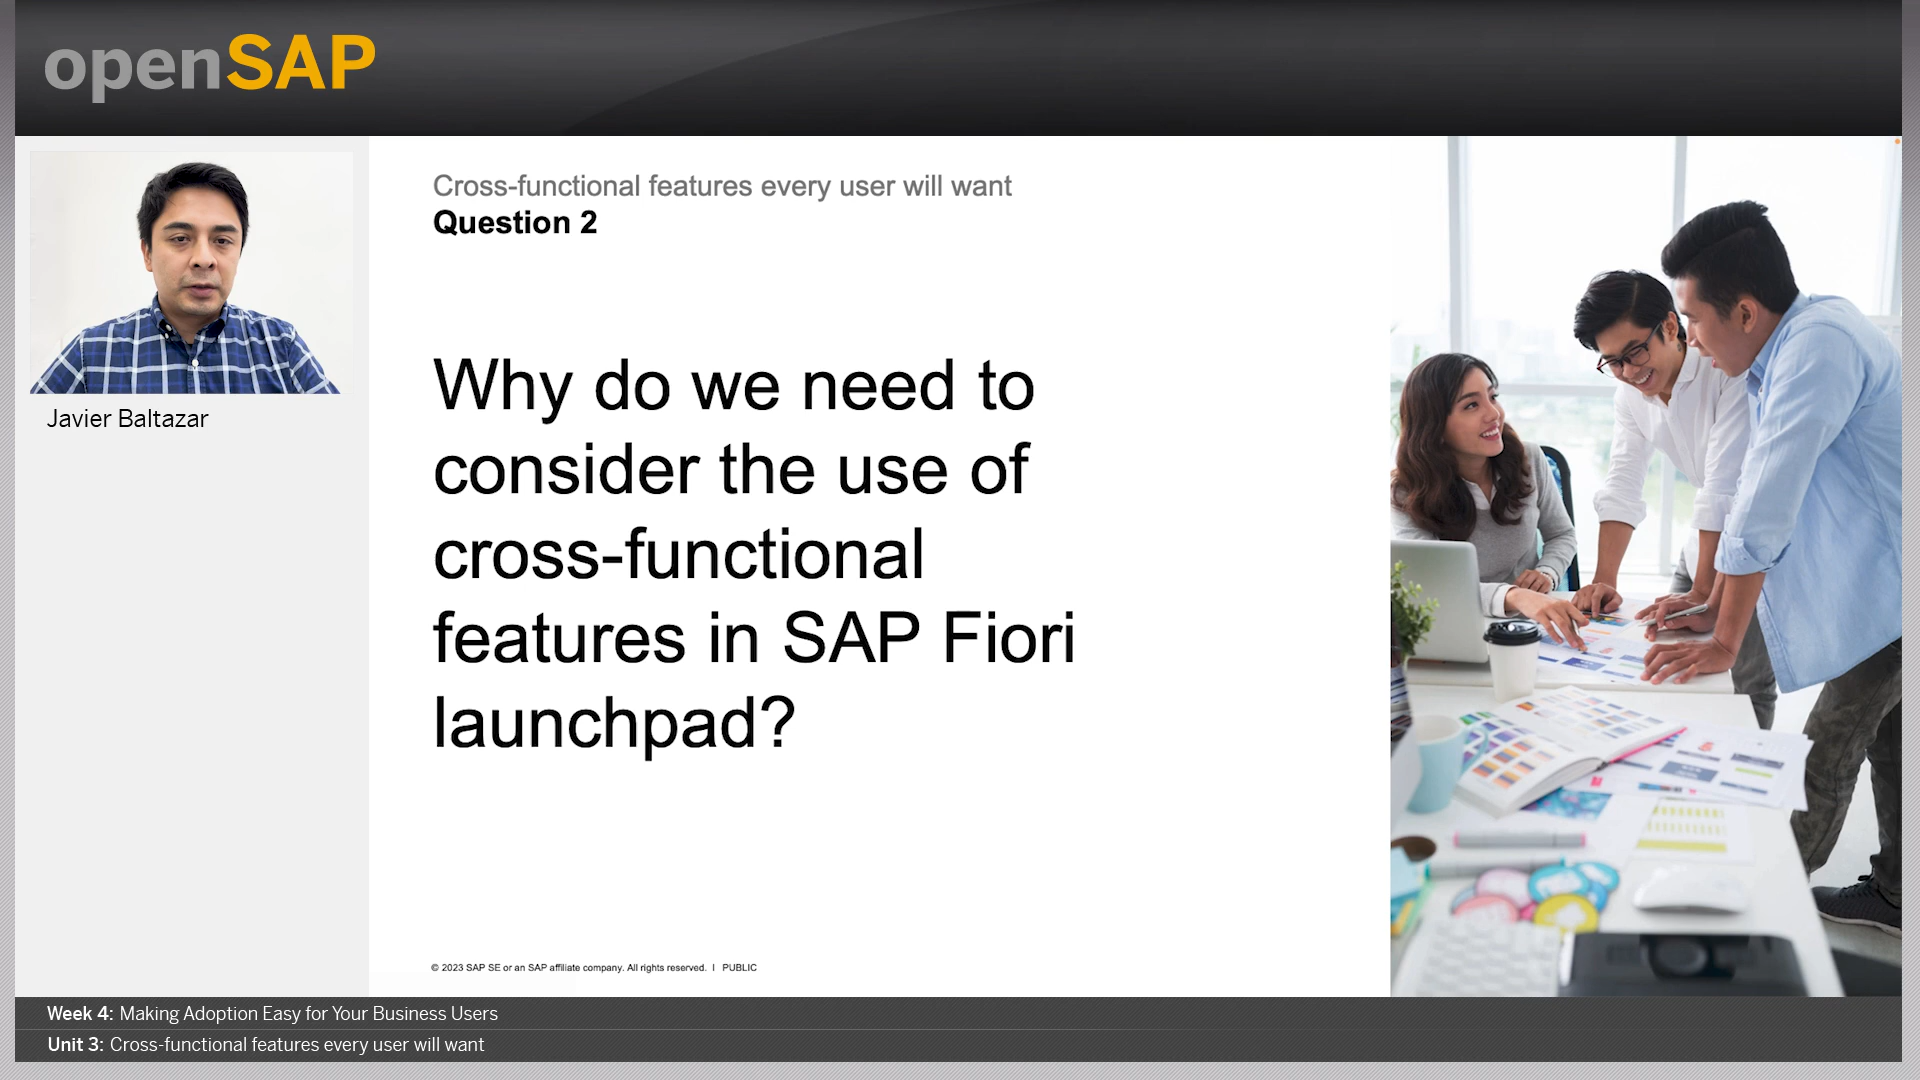 openSAP
Javier Baltazar
Cross-functional features every user will want
Question 2
Why do we need to
consider the use of
cross-functional
features in SAP Fiori
launchpad?
© 2023 SAP SE or an SAP affiliate company. All rights reserved. I PUBLIC
Week 4: Making Adoption Easy for Your Business Users
Unit 3: Cross-functional features every user will want